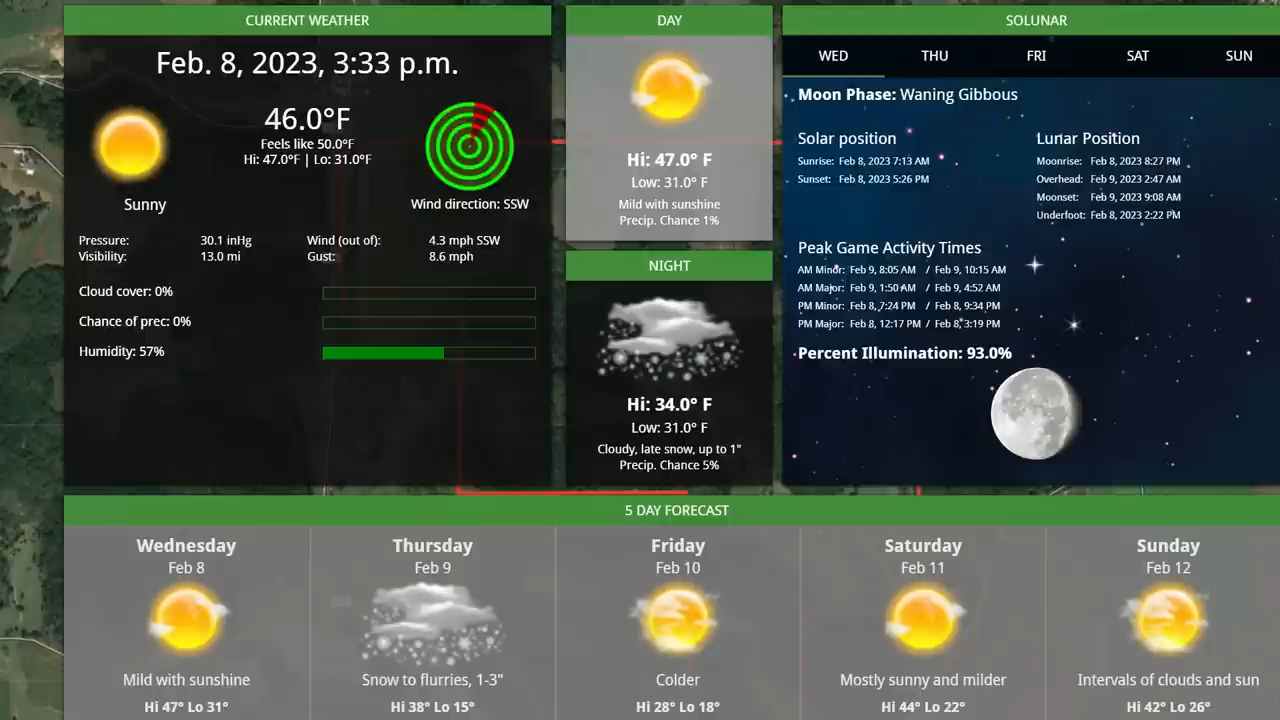 CURRENT WEATHER
Feb. 8, 2023, 3:33 p.m.
46.0°F
Feels like 50.0°F
Hi: 47.0°F | Lo: 31.0°F
Sunny
Wind direction: SSW
Pressure: 30.1 inHg Wind (out of): 4.3 mph SSW
Visibility: 13.0 mi Gust: 8.6 mph
Cloud cover: 0%
Chance of prec: 0%
Humidity: 57%
DAY
Hi: 47.0° F
Low: 31.0° F
Mild with sunshine
Precip. Chance 1%
NIGHT
Hi: 34.0° F
Low: 31.0° F
Cloudy, late snow, up to 1"
Precip. Chance 5%
SOLUNAR
WED THU FRI SAT SUN
Moon Phase: Waning Gibbous
Solar position
Sunrise: Feb 8, 2023 7:13 AM
Sunset: Feb 8, 2023 5:26 PM
Lunar Position
Moonrise: Feb 8, 2023 8:27 PM
Overhead: Feb 9, 2023 2:47 AM
Moonset: Feb 9, 2023 9:08 AM
Underfoot: Feb 8, 2023 2:22 PM
Peak Game Activity Times
AM Minor: Feb 9, 8:05 AM / Feb 9, 10:15 AM
AM Major: Feb 9, 1:50 AM / Feb 9, 4:52 AM
PM Minor: Feb 8, 7:24 PM / Feb 8, 9:34 PM
PM Major: Feb 8, 12:17 PM / Feb 8, 3:19 PM
Percent Illumination: 93.0%
5 DAY FORECAST
Wednesday
Feb 8
Mild with sunshine
Hi 47° Lo 31°
Thursday
Feb 9
Snow to flurries, 1-3"
Hi 38° Lo 15°
Friday
Feb 10
Colder
Hi 28° Lo 18°
Saturday
Feb 11
Mostly sunny and milder
Hi 44° Lo 22°
Sunday
Feb 12
Intervals of clouds and sun
Hi 42° Lo 26°